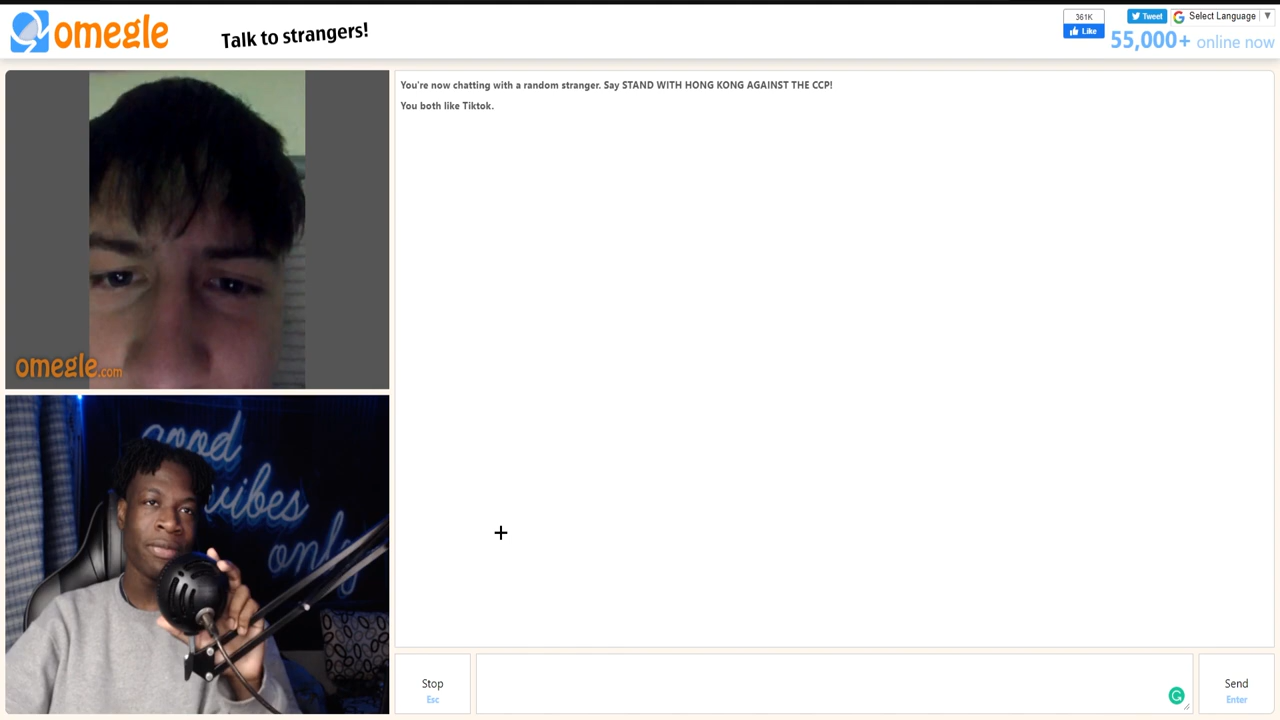 omegle
Talk to strangers!
361K
Like
Tweet
Select Language
55,000+ online now
You're now chatting with a random stranger. Say STAND WITH HONG KONG AGAINST THE CCP!
You both like Tiktok.
omegle.com
good
vibes
only
Stop
Esc
Send
Enter